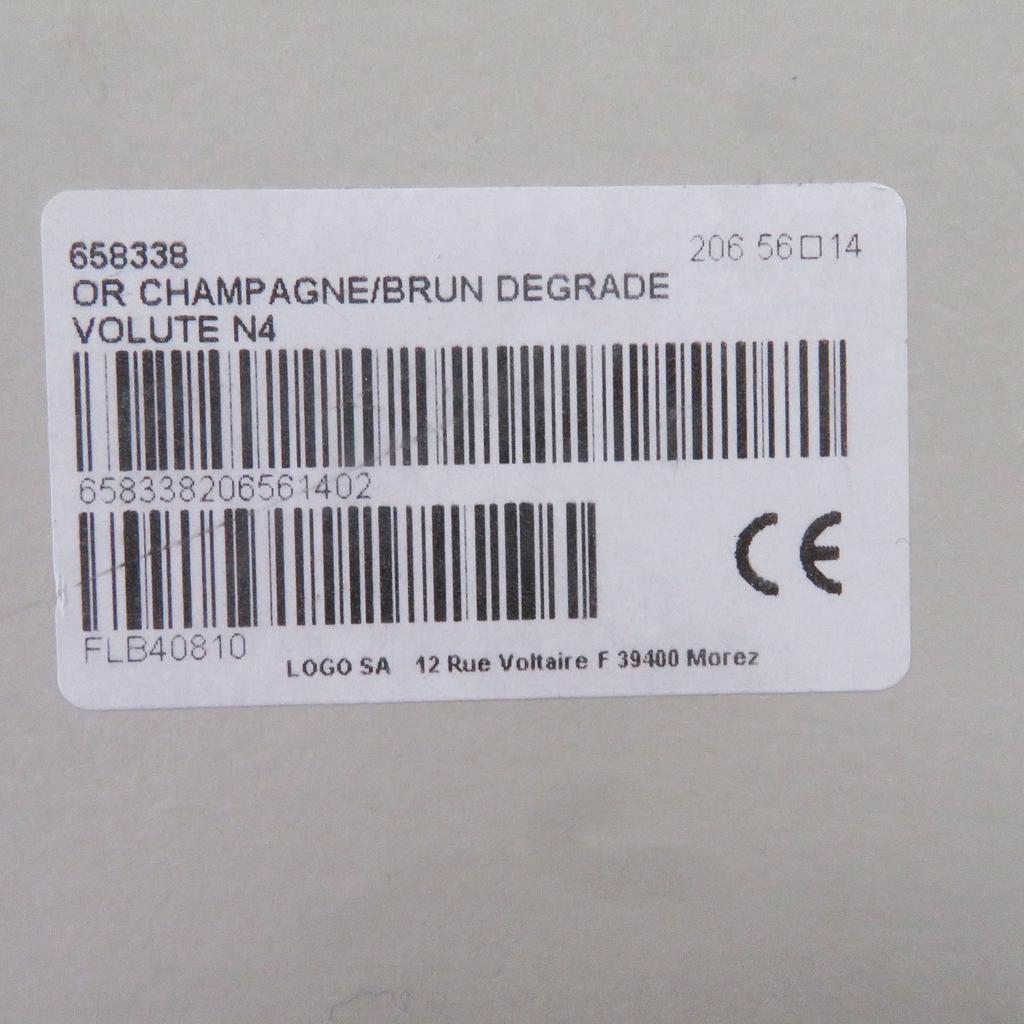 658338
206 56□14
OR CHAMPAGNE/BRUN DEGRADE
VOLUTE N4
658338206561402
FLB40810
CE
LOGO SA 12 Rue Voltaire F 39400 Morez